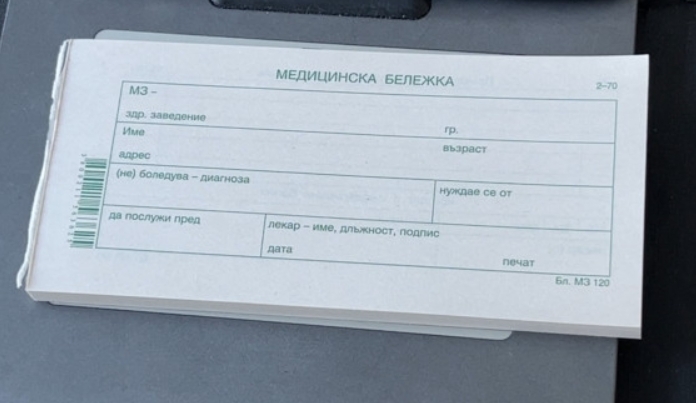 МЕДИЦИНСКА БЕЛЕЖКА
2–70
МЗ –
здр. заведение гр.
Име възраст
адрес
(не) боледува – диагноза нуждае се от
да послужи пред лекар – име, длъжност, подпис
дата печат
Бл. МЗ 120